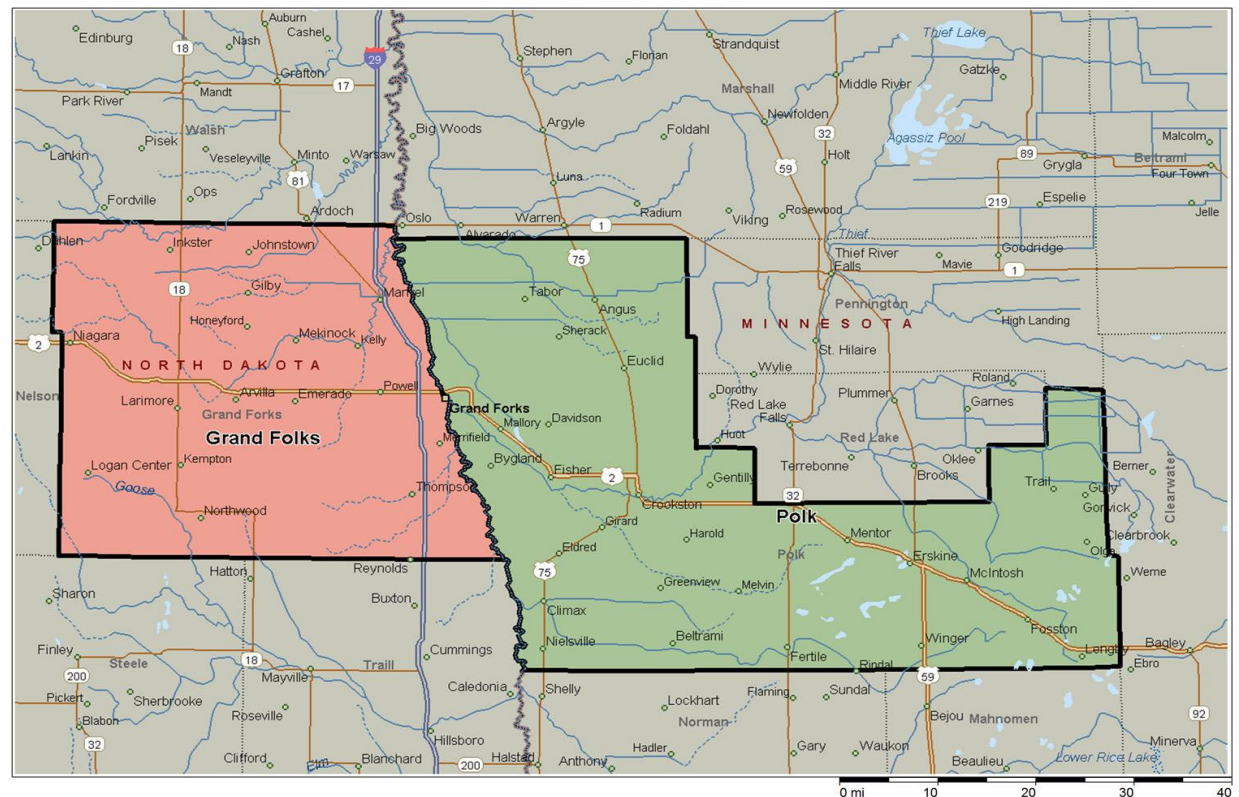 Edinburg
Auburn
Nash
Cashel
18
29
Grafton
17
Park River
Mandt
Walsh
Lankin
Pisek
Veseleyville
Minto
Warsaw
81
Fordville
Ops
Ardoch
Stephen
Florian
Strandquist
Thief Lake
Gatzke
Middle River
Marshall
Newfolden
Big Woods
Argyle
Foldahl
32
Agassiz Pool
Malcolm
Holt
89
Grygla
Beltrami
Four Town
59
Luna
219
Espelie
Jelle
Radium
Viking
Rosewood
Oslo
Alvarado
Warren
1
Thief
Thief River
Falls
Mavie
Goodridge
1
Dahlen
Inkster
Johnstown
75
18
Gilby
Manvel
Tabor
Angus
Pennington
Honeyford
Mekinock
Kelly
Sherack
MINNESOTA
High Landing
2
Niagara
NORTH DAKOTA
Euclid
St. Hilaire
Wylie
Nelson
Larimore
Arvilla
Emerado
Powell
Grand Forks
Grand Folks
Grand Forks
Mallory
Davidson
Dorothy
Red Lake
Falls
Plummer
Roland
Garnes
Merrifield
Huot
Red Lake
Logan Center
Kempton
Bygland
Fisher
2
Gentilly
Terrebonne
Oklee
Brooks
Berner
Goose
Thompson
Crookston
32
Trail
Gully
Gonvick
Clearwater
Northwood
Polk
Girard
Harold
Mentor
Clearbrook
Olga
Eldred
Polk
Erskine
Reynolds
Hatton
75
Greenview
Melvin
McIntosh
Weme
Sharon
Buxton
Climax
Fosston
Finley
Steele
18
Traill
Cummings
Nielsville
Beltrami
Fertile
Winger
Rindal
Lengby
Bagley
Ebro
200
Mayville
59
Pickert
Sherbrooke
Caledonia
Shelly
Lockhart
Flaming
Sundal
Blabon
Roseville
Norman
Bejou
Mahnomen
92
32
Hillsboro
Minerva
Clifford
Elm
Blanchard
200
Halstad
Anthony
Hadler
Gary
Waukon
Beaulieu
Lower Rice Lake
0 mi 10 20 30 40